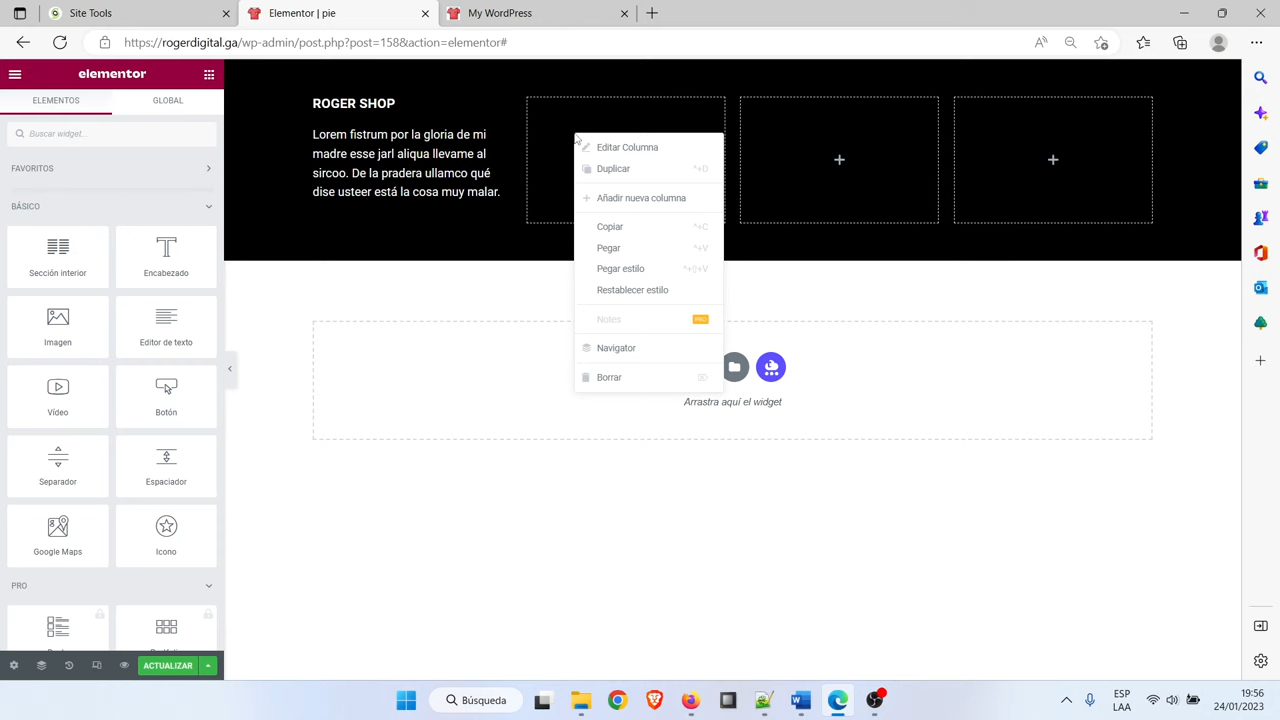 Site Tools
Elementor | pie
My WordPress
https://rogerdigital.ga/wp-admin/post.php?post=158&action=elementor#
elementor
ELEMENTOS
GLOBAL
Buscar widget...
FAVORITOS
BÁSICO
Sección interior
Encabezado
Imagen
Editor de texto
Vídeo
Botón
Separador
Espaciador
Google Maps
Icono
PRO
ACTUALIZAR
ROGER SHOP
Lorem fistrum por la gloria de mi
madre esse jarl aliqua llevame al
sircoo. De la pradera ullamco qué
dise usteer está la cosa muy malar.
Editar Columna
Duplicar ^+D
Añadir nueva columna
Copiar ^+C
Pegar ^+V
Pegar estilo ^+⇧+V
Restablecer estilo
Notes PRO
Navigator
Borrar
Arrastra aquí el widget
Búsqueda
ESP
LAA
19:56
24/01/2023